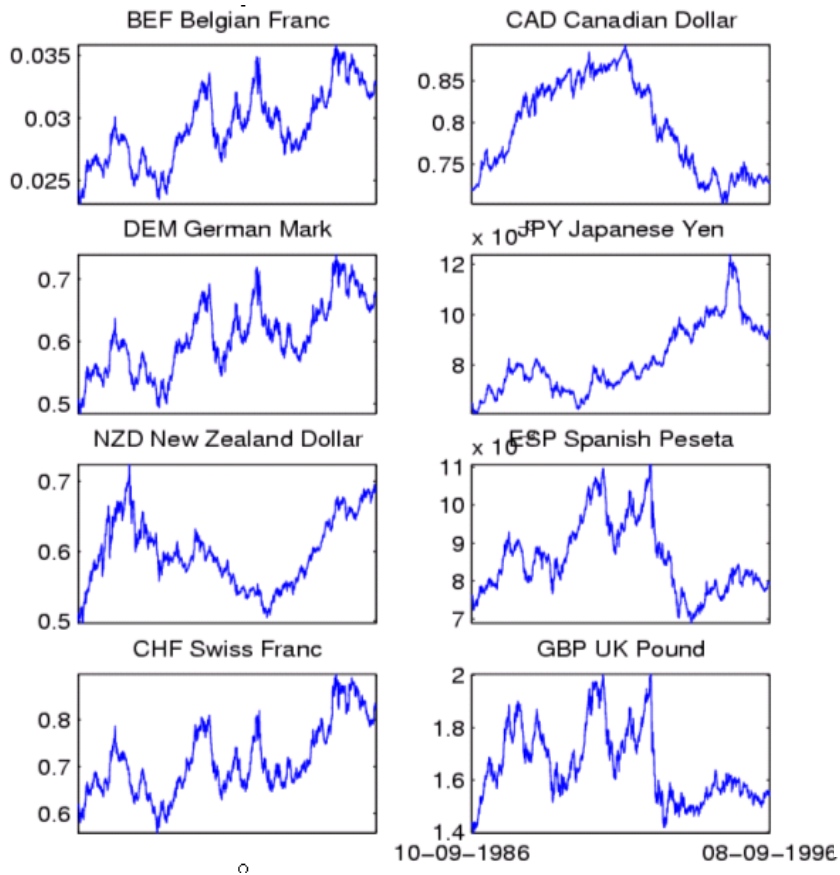 BEF Belgian Franc
0.035
0.03
0.025
CAD Canadian Dollar
0.85
0.8
0.75
DEM German Mark
0.7
0.6
0.5
x 10
JPY Japanese Yen
12
10
8
NZD New Zealand Dollar
0.7
0.6
0.5
x 10
ESP Spanish Peseta
11
10
9
8
7
CHF Swiss Franc
0.8
0.7
0.6
GBP UK Pound
2
1.8
1.6
1.4
10-09-1986
08-09-1996